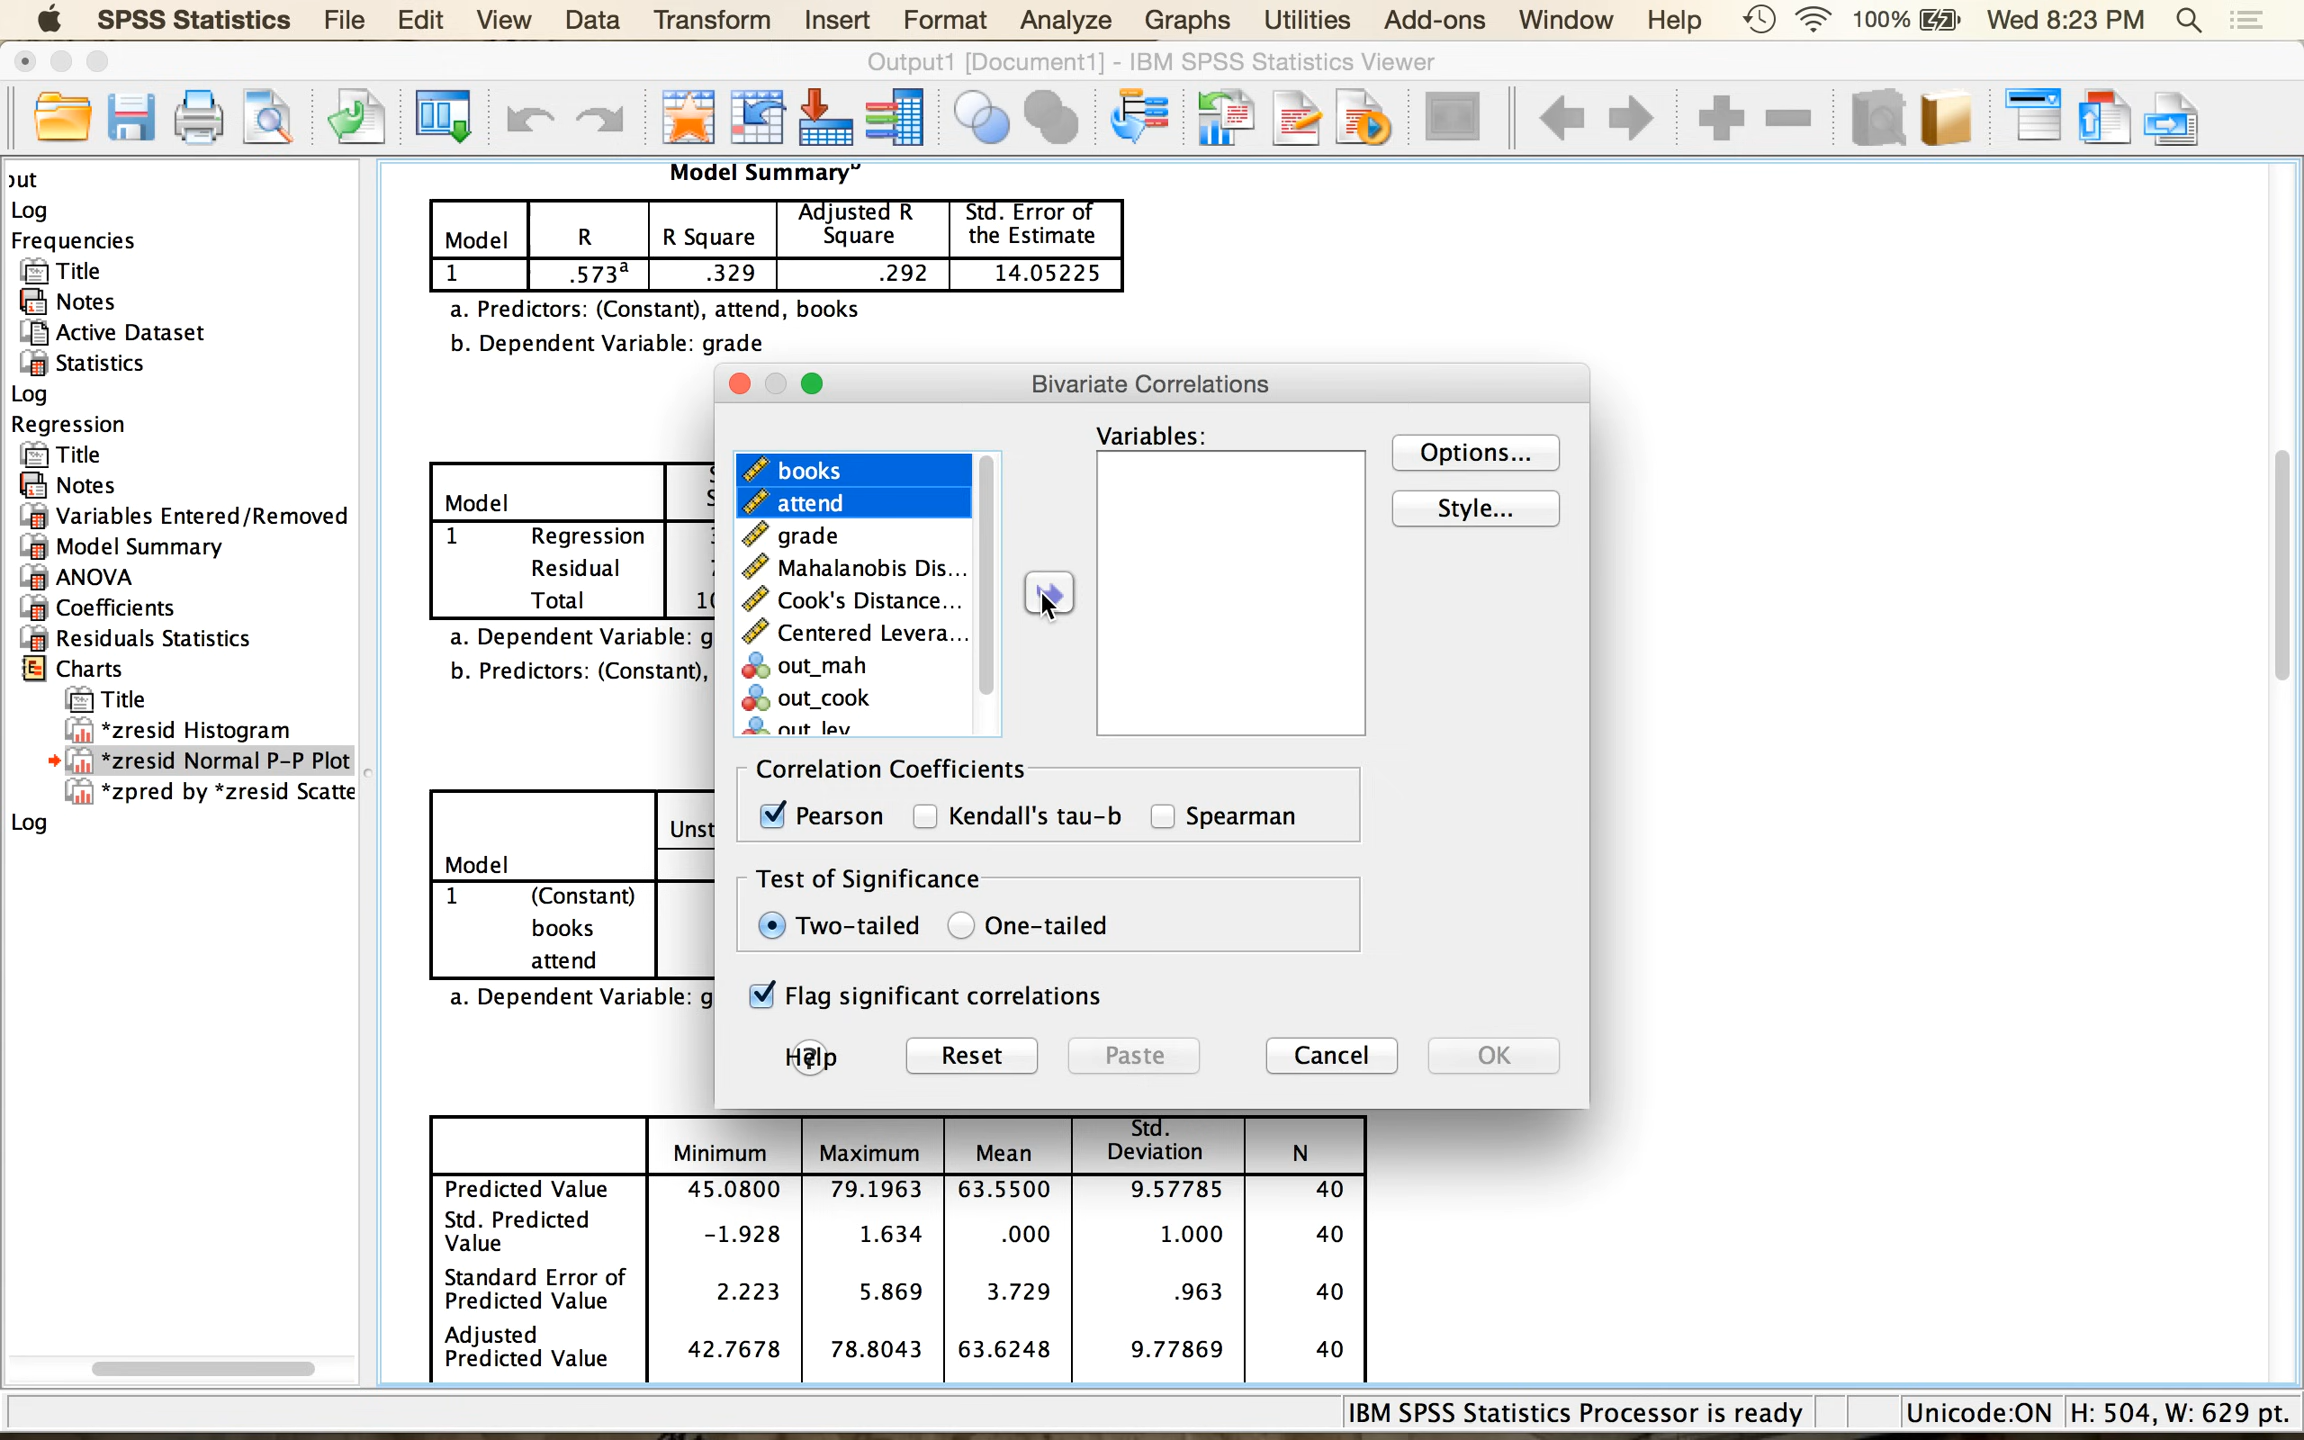 SPSS Statistics File Edit View Data Transform Insert Format Analyze Graphs Utilities Add-ons Window Help 100% Wed 8:23 PM
Output1 [Document1] - IBM SPSS Statistics Viewer
Log
Frequencies
Title
Notes
Active Dataset
Statistics
Log
Regression
Title
Notes
Variables Entered/Removed
Model Summary
ANOVA
Coefficients
Residuals Statistics
Charts
Title
*zresid Histogram
*zresid Normal P-P Plot
*zpred by *zresid Scatte
Log
Model Summaryᵇ
Model R R Square Adjusted R Square Std. Error of the Estimate
1 .573ᵃ .329 .292 14.05225
a. Predictors: (Constant), attend, books
b. Dependent Variable: grade
Model
1 Regression
Residual
Total 10
a. Dependent Variable: g
b. Predictors: (Constant),
Unst
Model
1 (Constant)
books
attend
a. Dependent Variable: g
Bivariate Correlations
Variables:
books
attend
grade
Mahalanobis Dis...
Cook's Distance...
Centered Levera...
out_mah
out_cook
out_lev
Options...
Style...
Correlation Coefficients
Pearson Kendall's tau-b Spearman
Test of Significance
Two-tailed One-tailed
Flag significant correlations
Help Reset Paste Cancel OK
Minimum Maximum Mean Std. Deviation N
Predicted Value 45.0800 79.1963 63.5500 9.57785 40
Std. Predicted Value -1.928 1.634 .000 1.000 40
Standard Error of Predicted Value 2.223 5.869 3.729 .963 40
Adjusted Predicted Value 42.7678 78.8043 63.6248 9.77869 40
IBM SPSS Statistics Processor is ready Unicode:ON H: 504, W: 629 pt.